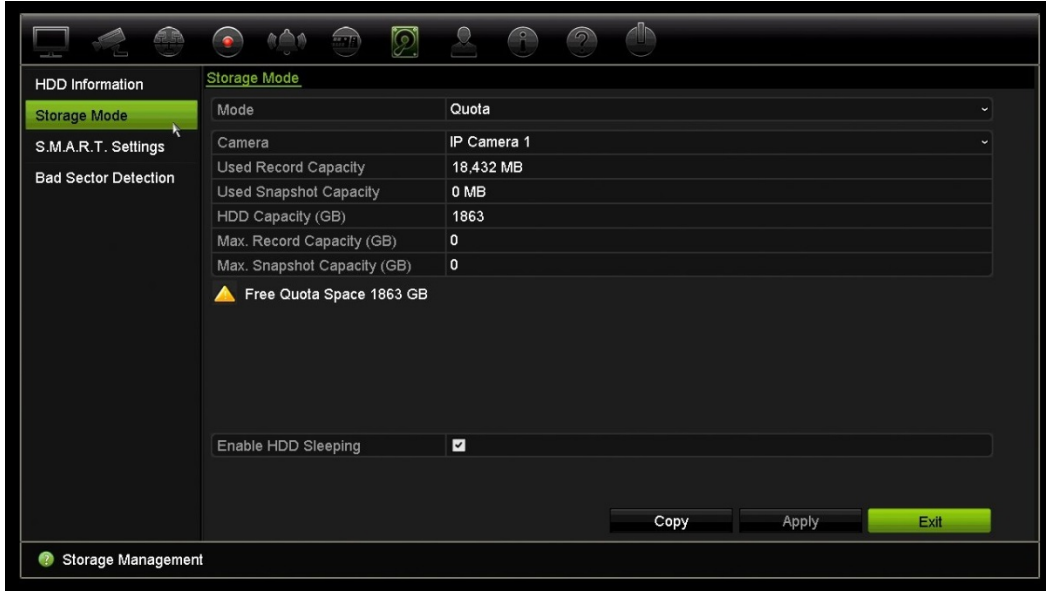 HDD Information
Storage Mode
S.M.A.R.T. Settings
Bad Sector Detection
Storage Mode
Mode Quota
Camera IP Camera 1
Used Record Capacity 18,432 MB
Used Snapshot Capacity 0 MB
HDD Capacity (GB) 1863
Max. Record Capacity (GB) 0
Max. Snapshot Capacity (GB) 0
Free Quota Space 1863 GB
Enable HDD Sleeping
Copy Apply Exit
Storage Management